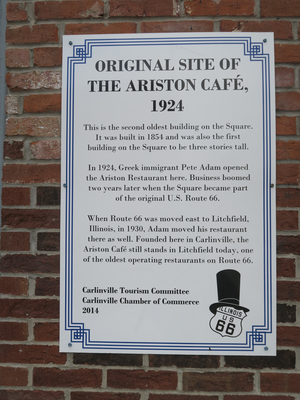 ORIGINAL SITE OF
THE ARISTON CAFÉ,
1924
This is the second oldest building on the Square.
It was built in 1854 and was also the first
building on the Square to be three stories tall.
In 1924, Greek immigrant Pete Adam opened
the Ariston Restaurant here. Business boomed
two years later when the Square became part
of the original U.S. Route 66.
When Route 66 was moved east to Litchfield,
Illinois, in 1930, Adam moved his restaurant
there as well. Founded here in Carlinville, the
Ariston Café still stands in Litchfield today, one
of the oldest operating restaurants on Route 66.
Carlinville Tourism Committee
Carlinville Chamber of Commerce
2014
ILLINOIS
U S
66